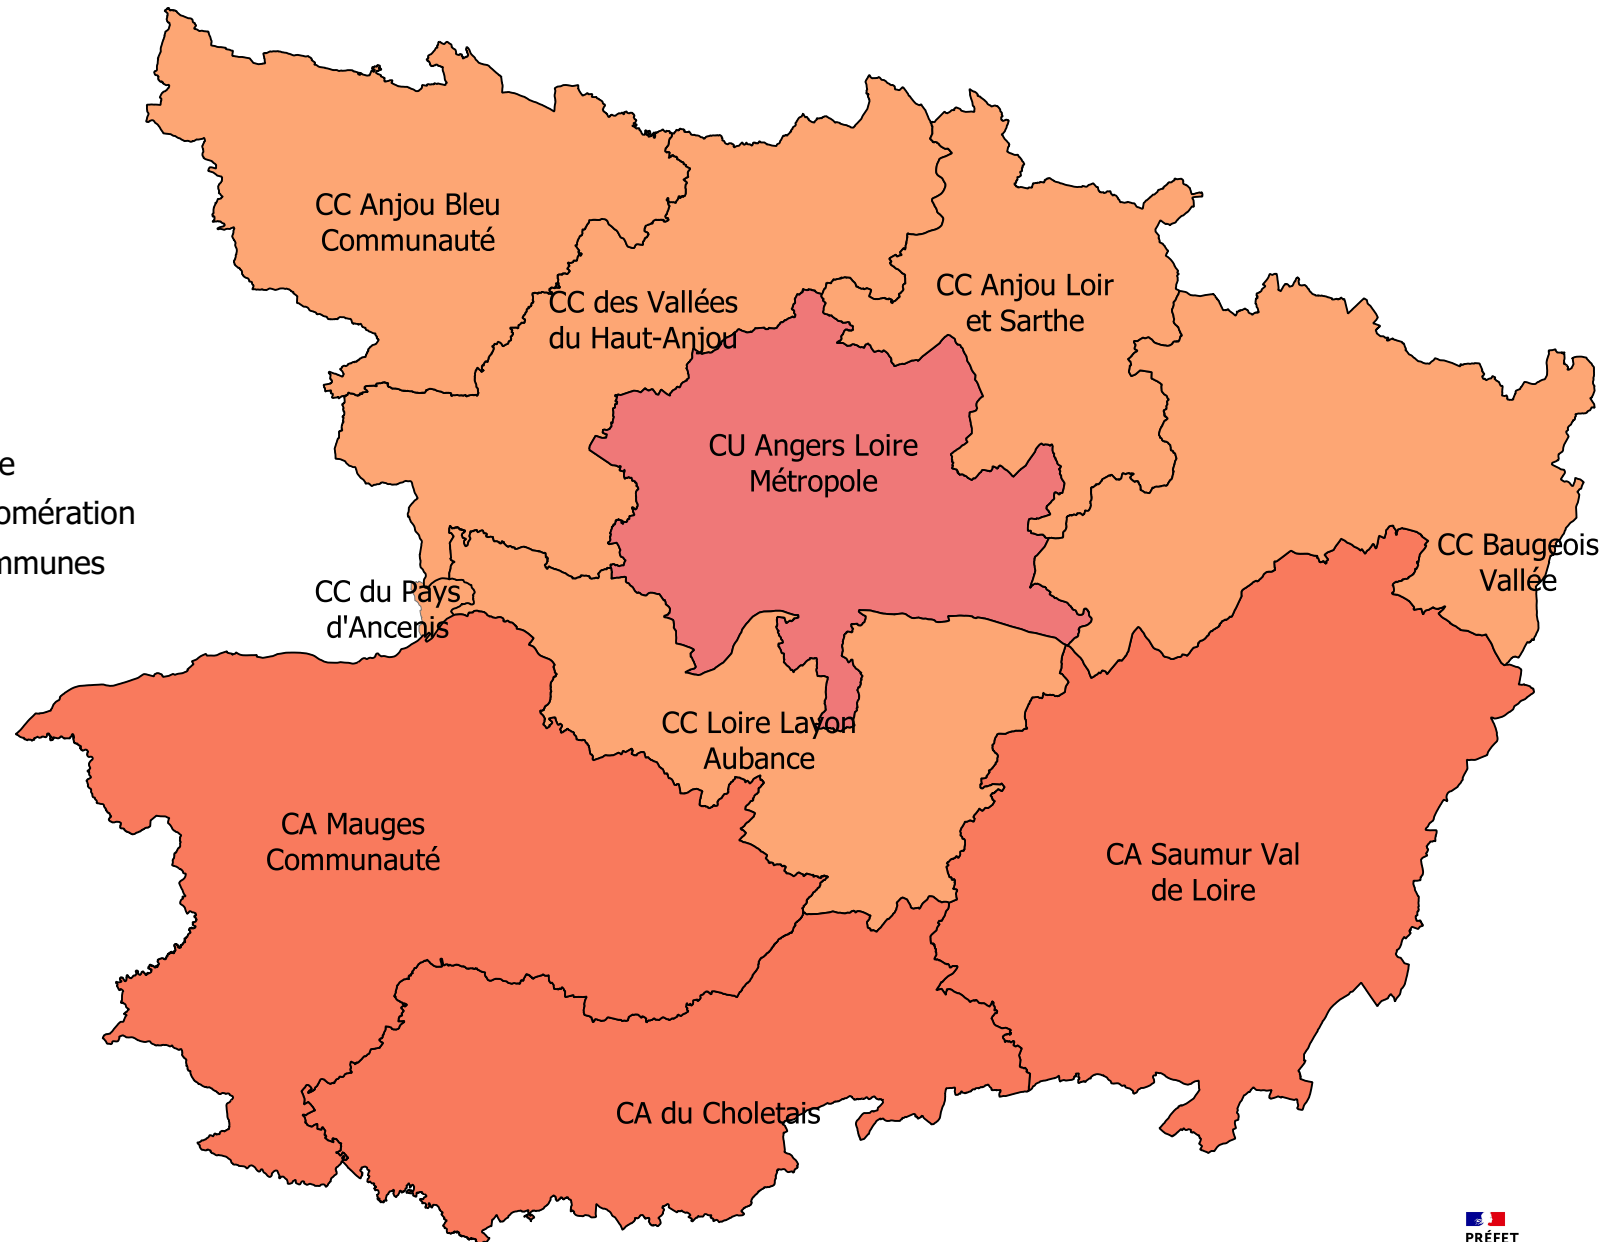 CC Anjou Bleu
Communauté
CC des Vallées
du Haut-Anjou
CC Anjou Loir
et Sarthe
CU Angers Loire
Métropole
e
omération
mmunes
CC Baugeois
Vallée
CC du Pays
d'Ancenis
CC Loire Layon
Aubance
CA Mauges
Communauté
CA Saumur Val
de Loire
CA du Choletais
PRÉFET